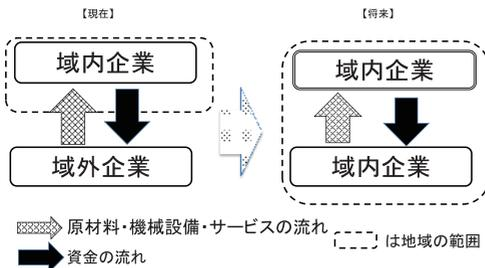 【現在】
【将来】
域内企業
域内企業
域外企業
域内企業
原材料・機械設備・サービスの流れ
は地域の範囲
資金の流れ